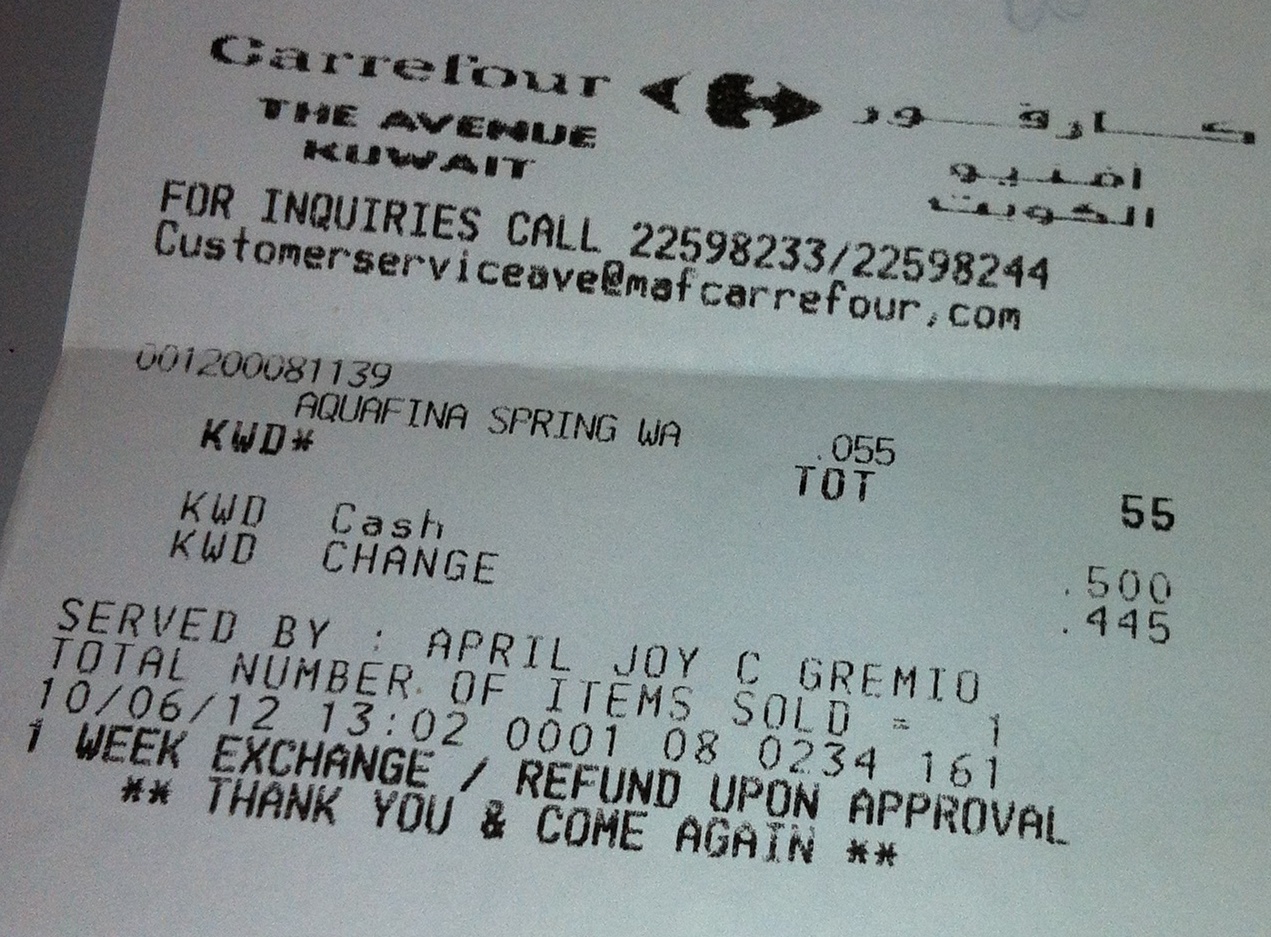 Carrefour كارفور
THE AVENUE افنيو
KUWAIT الكويت
FOR INQUIRIES CALL 22598233/22598244
Customerserviceave@mafcarrefour.com
001200081139
AQUAFINA SPRING WA .055
KWD* TOT 55
KWD Cash .500
KWD CHANGE .445
SERVED BY : APRIL JOY C GREMIO
TOTAL NUMBER OF ITEMS SOLD = 1
10/06/12 13:02 0001 08 0234 161
1 WEEK EXCHANGE / REFUND UPON APPROVAL
** THANK YOU & COME AGAIN **